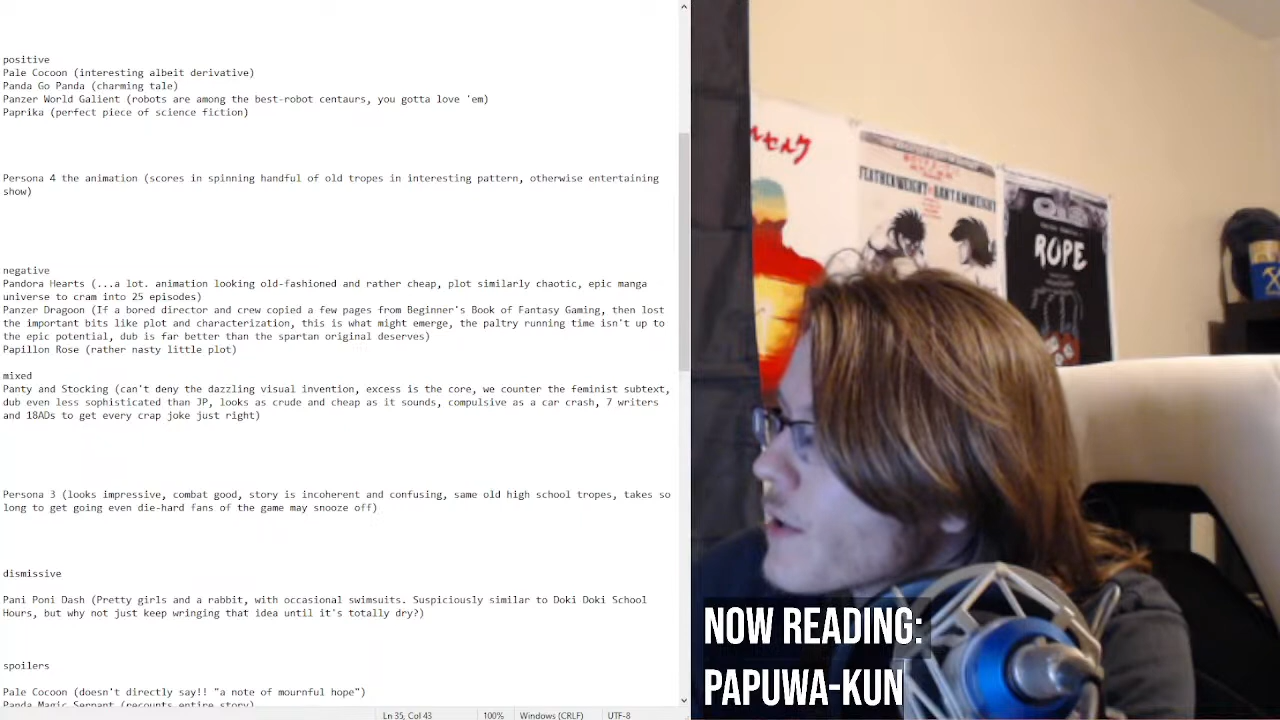 positive
Pale Cocoon (interesting albeit derivative)
Panda Go Panda (charming tale)
Panzer World Galient (robots are among the best-robot centaurs, you gotta love 'em)
Paprika (perfect piece of science fiction)
Persona 4 the animation (scores in spinning handful of old tropes in interesting pattern, otherwise entertaining
show)
negative
Pandora Hearts (...a lot. animation looking old-fashioned and rather cheap, plot similarly chaotic, epic manga
universe to cram into 25 episodes)
Panzer Dragoon (If a bored director and crew copied a few pages from Beginner's Book of Fantasy Gaming, then lost
the important bits like plot and characterization, this is what might emerge, the paltry running time isn't up to
the epic potential, dub is far better than the spartan original deserves)
Papillon Rose (rather nasty little plot)
mixed
Panty and Stocking (can't deny the dazzling visual invention, excess is the core, we counter the feminist subtext,
dub even less sophisticated than JP, looks as crude and cheap as it sounds, compulsive as a car crash, 7 writers
and 18ADs to get every crap joke just right)
Persona 3 (looks impressive, combat good, story is incoherent and confusing, same old high school tropes, takes so
long to get going even die-hard fans of the game may snooze off)
dismissive
Pani Poni Dash (Pretty girls and a rabbit, with occasional swimsuits. Suspiciously similar to Doki Doki School
Hours, but why not just keep wringing that idea until it's totally dry?)
spoilers
Pale Cocoon (doesn't directly say!! "a note of mournful hope")
Panda Magic Servant (recounts entire story)
Ln 35, Col 43
100%
Windows (CRLF)
UTF-8
ルセルク
FEATHERWEIGHT
BANTAMWEIGHT
ROPE
NOW READING:
PAPUWA-KUN